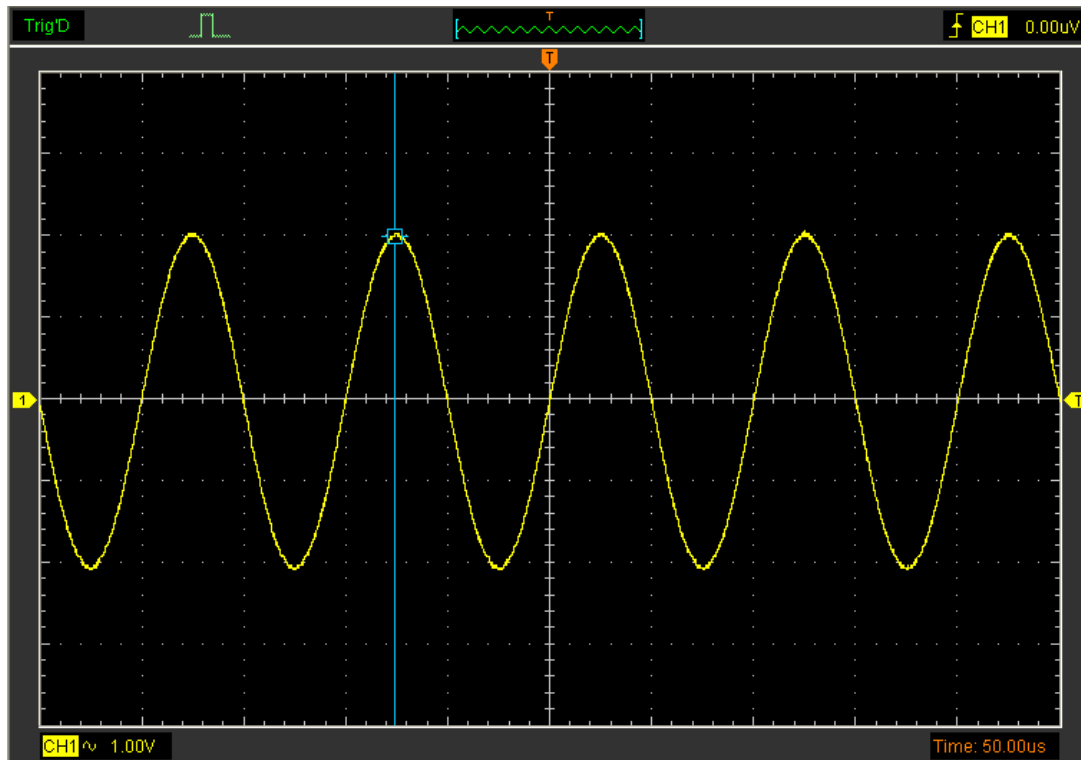 Trig'D
T
CH1 0.00uV
T
1
T
CH1 ∿ 1.00V
Time: 50.00us